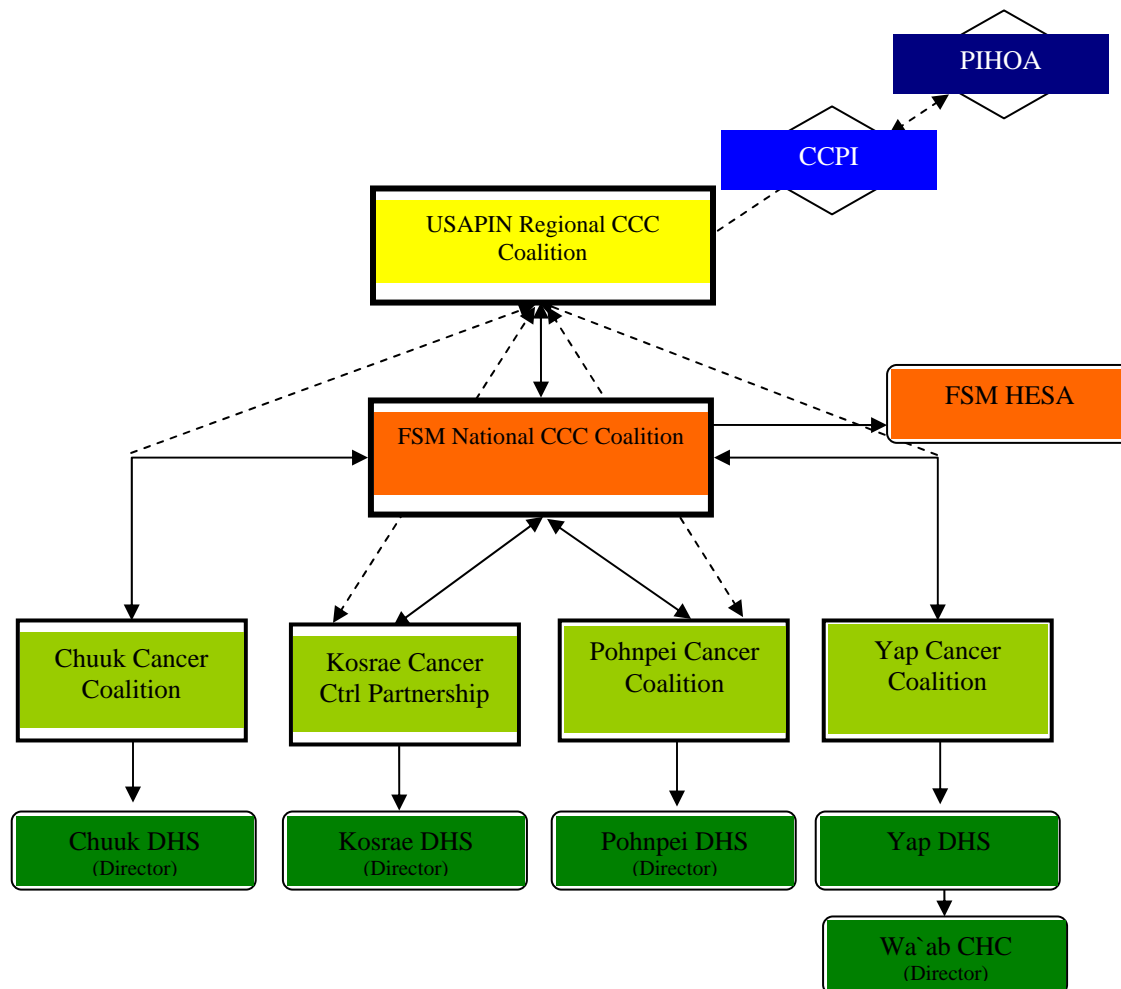 PIHOA
CCPI
USAPIN Regional CCC
Coalition
FSM HESA
FSM National CCC Coalition
Chuuk Cancer
Coalition
Kosrae Cancer
Ctrl Partnership
Pohnpei Cancer
Coalition
Yap Cancer
Coalition
Chuuk DHS
(Director)
Kosrae DHS
(Director)
Pohnpei DHS
(Director)
Yap DHS
Wa`ab CHC
(Director)